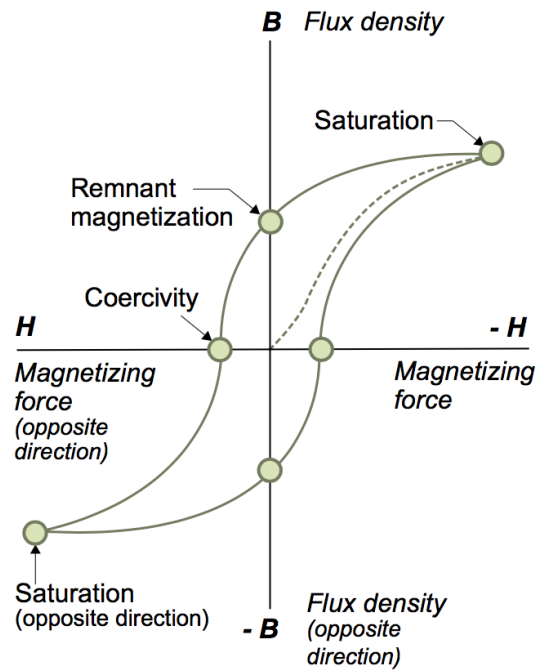 B Flux density
Saturation
Remnant
magnetization
Coercivity
H
- H
Magnetizing
force
(opposite
direction)
Magnetizing
force
Saturation
(opposite direction)
- B
Flux density
(opposite
direction)